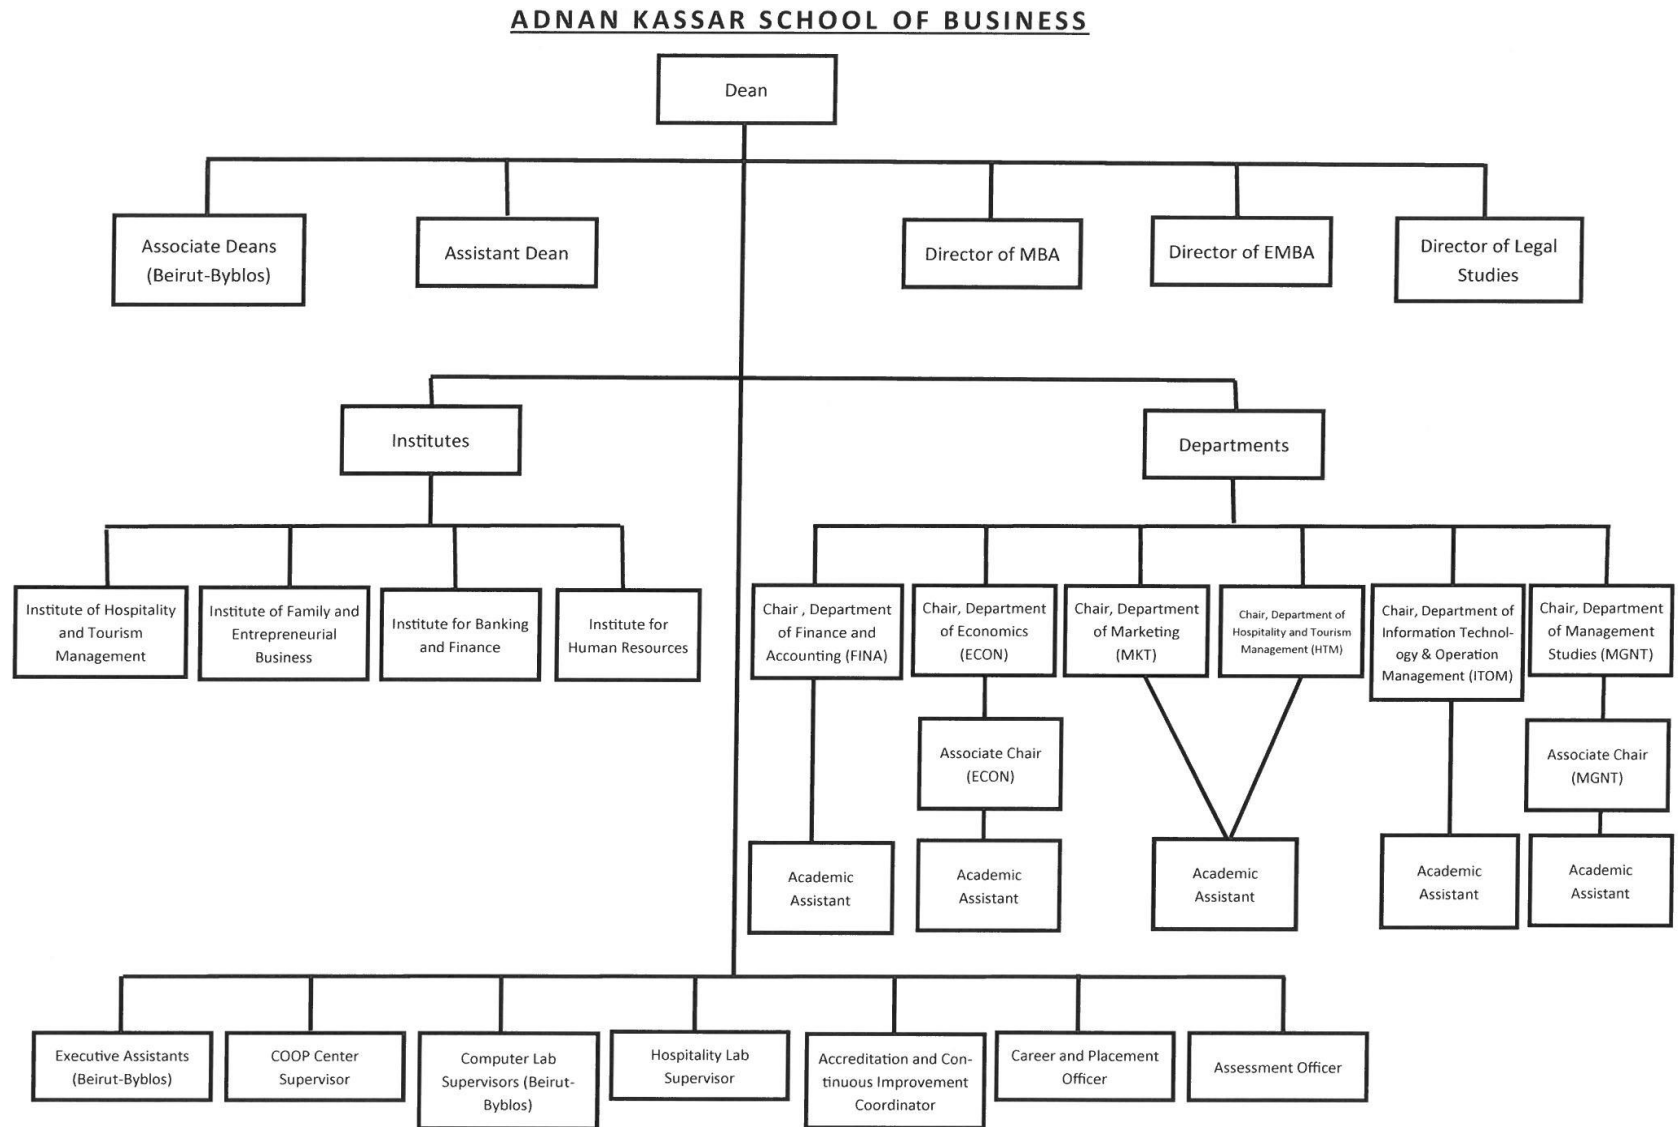 ADNAN KASSAR SCHOOL OF BUSINESS
Dean
Associate Deans
(Beirut-Byblos)
Assistant Dean
Director of MBA
Director of EMBA
Director of Legal
Studies
Institutes
Departments
Institute of Hospitality
and Tourism
Management
Institute of Family and
Entrepreneurial
Business
Institute for Banking
and Finance
Institute for
Human Resources
Chair , Department
of Finance and
Accounting (FINA)
Chair, Department
of Economics
(ECON)
Chair, Department
of Marketing
(MKT)
Chair, Department of
Hospitality and Tourism
Management (HTM)
Chair, Department of
Information Technol-
ogy & Operation
Management (ITOM)
Chair, Department
of Management
Studies (MGNT)
Associate Chair
(ECON)
Associate Chair
(MGNT)
Academic
Assistant
Academic
Assistant
Academic
Assistant
Academic
Assistant
Academic
Assistant
Executive Assistants
(Beirut-Byblos)
COOP Center
Supervisor
Computer Lab
Supervisors (Beirut-
Byblos)
Hospitality Lab
Supervisor
Accreditation and Con-
tinuous Improvement
Coordinator
Career and Placement
Officer
Assessment Officer